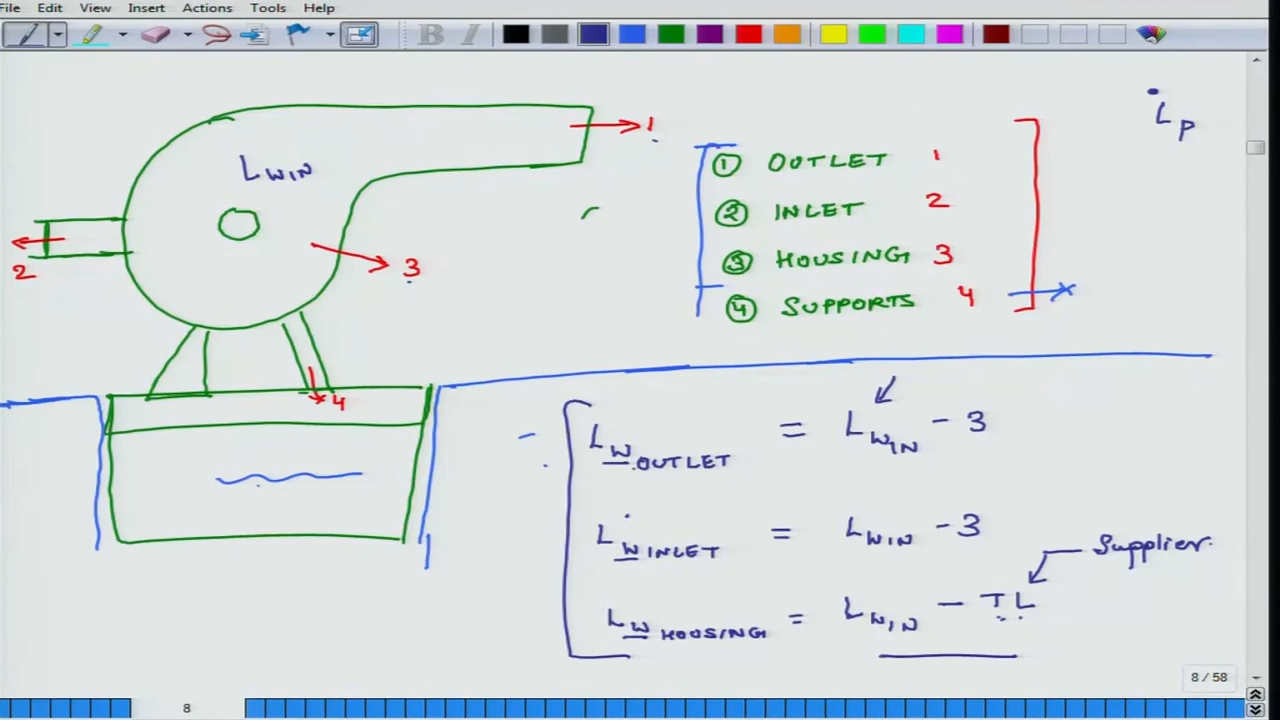 File Edit View Insert Actions Tools Help
L_WIN
1
2
3
4
① OUTLET 1
② INLET 2
③ HOUSING 3
④ SUPPORTS 4
L_P
L_W OUTLET = L_WIN - 3
L_W INLET = L_WIN - 3
Supplier.
L_W HOUSING = L_WIN - TL
8 / 58
8